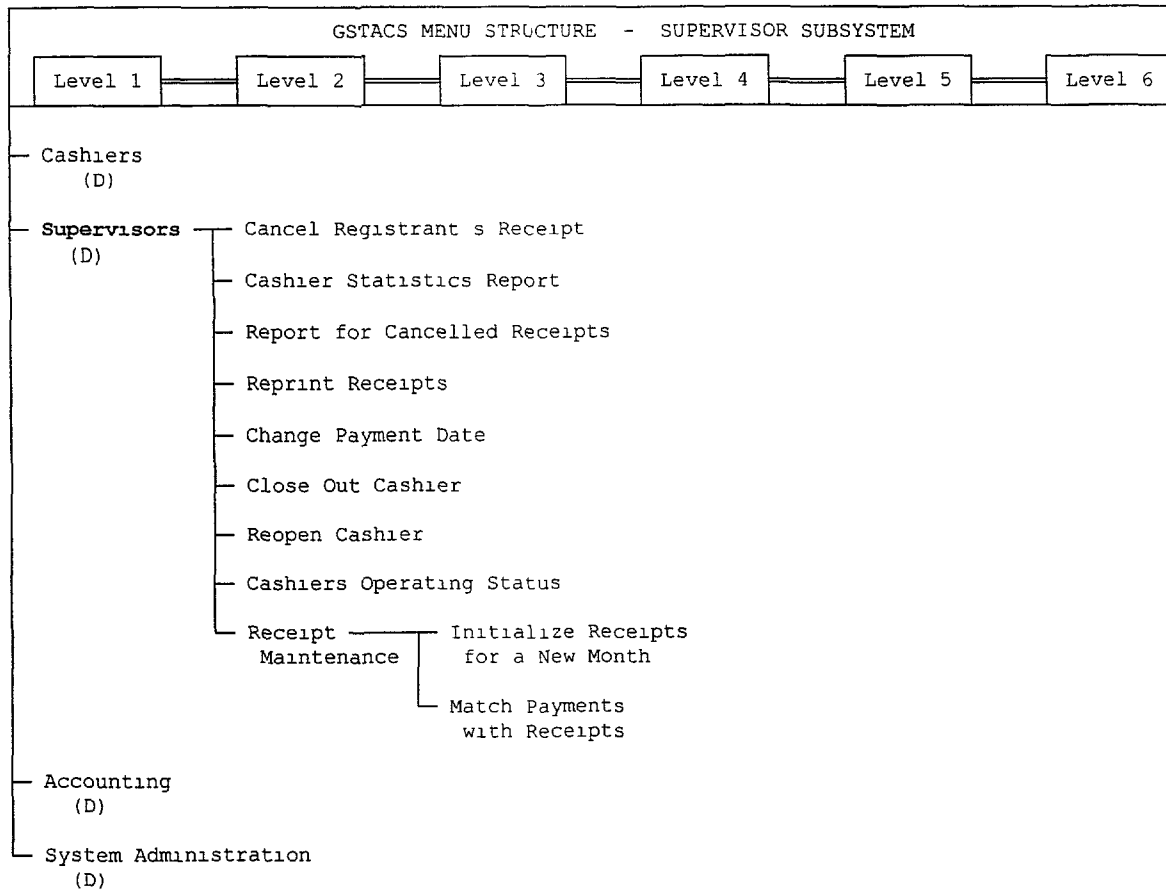 GSTACS MENU STRUCTURE - SUPERVISOR SUBSYSTEM
Level 1 Level 2 Level 3 Level 4 Level 5 Level 6
Cashiers
(D)
Supervisors Cancel Registrant s Receipt
(D)
Cashier Statistics Report
Report for Cancelled Receipts
Reprint Receipts
Change Payment Date
Close Out Cashier
Reopen Cashier
Cashiers Operating Status
Receipt Initialize Receipts
Maintenance for a New Month
Match Payments
with Receipts
Accounting
(D)
System Administration
(D)